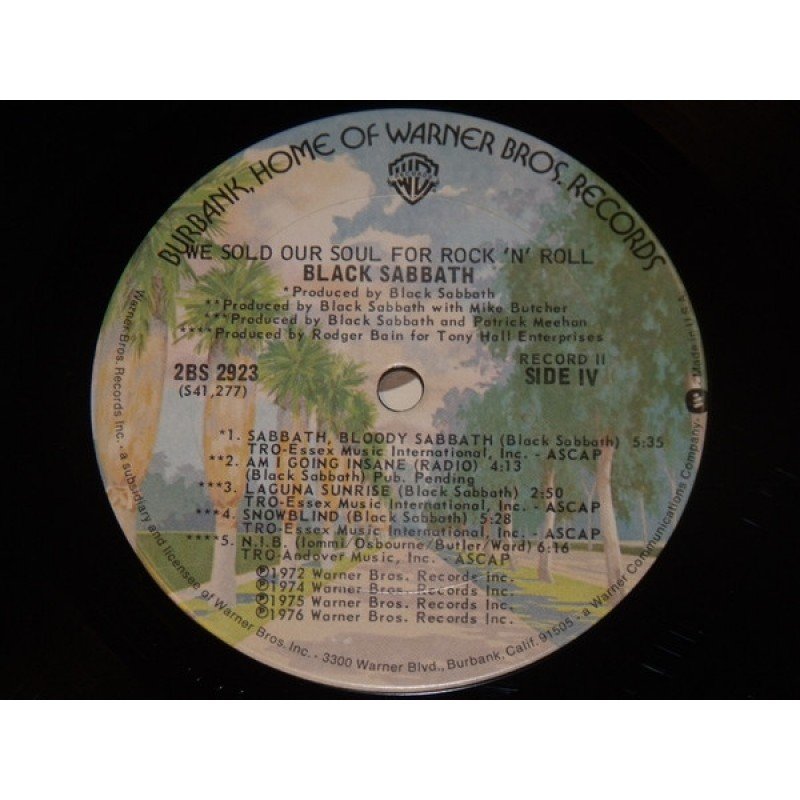 BURBANK, HOME OF WARNER BROS. RECORDS
WE SOLD OUR SOUL FOR ROCK 'N' ROLL
BLACK SABBATH
*Produced by Black Sabbath
**Produced by Black Sabbath with Mike Butcher
***Produced by Black Sabbath and Patrick Meehan
****Produced by Rodger Bain for Tony Hall Enterprises
2BS 2923
(S41,277)
RECORD II
SIDE IV
*1. SABBATH, BLOODY SABBATH (Black Sabbath) 5:35
TRO-Essex Music International, Inc. - ASCAP
**2. AM I GOING INSANE (RADIO) 4:13
(Black Sabbath) Pub. Pending
***3. LAGUNA SUNRISE (Black Sabbath) 2:50
TRO-Essex Music International, Inc. - ASCAP
***4. SNOWBLIND (Black Sabbath) 5:28
TRO-Essex Music International, Inc. - ASCAP
****5. N.I.B. (Iommi/Osbourne/Butler/Ward) 6:16
TRO-Andover Music, Inc. - ASCAP
℗1972 Warner Bros. Records Inc.
℗1974 Warner Bros. Records Inc.
℗1975 Warner Bros. Records Inc.
℗1976 Warner Bros. Records Inc.
Warner Bros. Records Inc. · a subsidiary and licensee of Warner Bros. Inc. · 3300 Warner Blvd., Burbank, Calif. 91505 · a Warner Communications Company · Made in U.S.A.